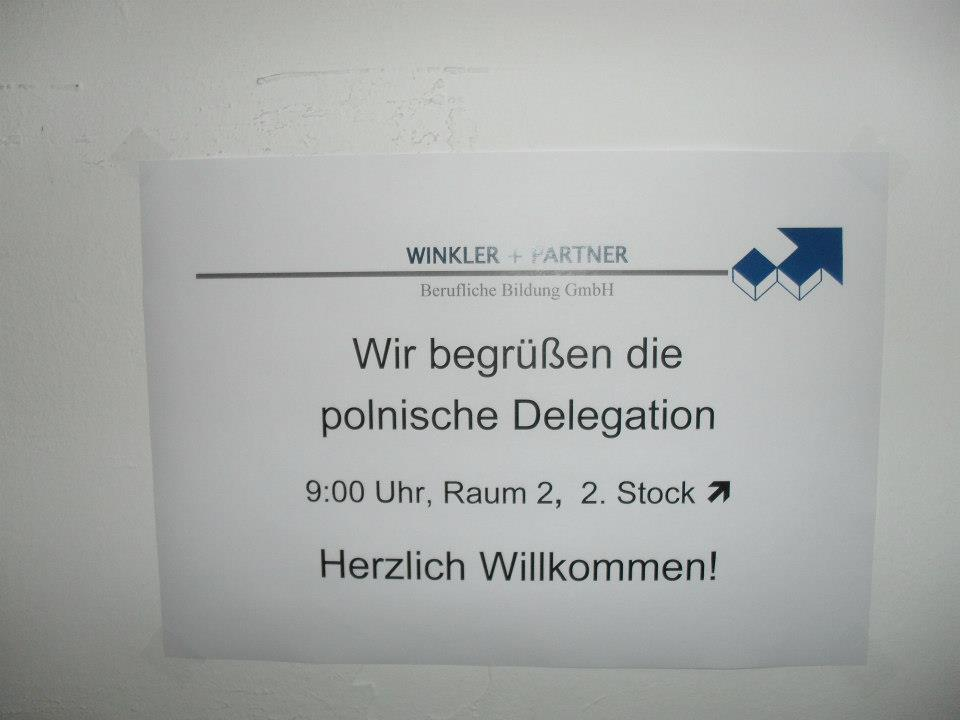 WINKLER + PARTNER
Berufliche Bildung GmbH
Wir begrüßen die
polnische Delegation
9:00 Uhr, Raum 2, 2. Stock
Herzlich Willkommen!